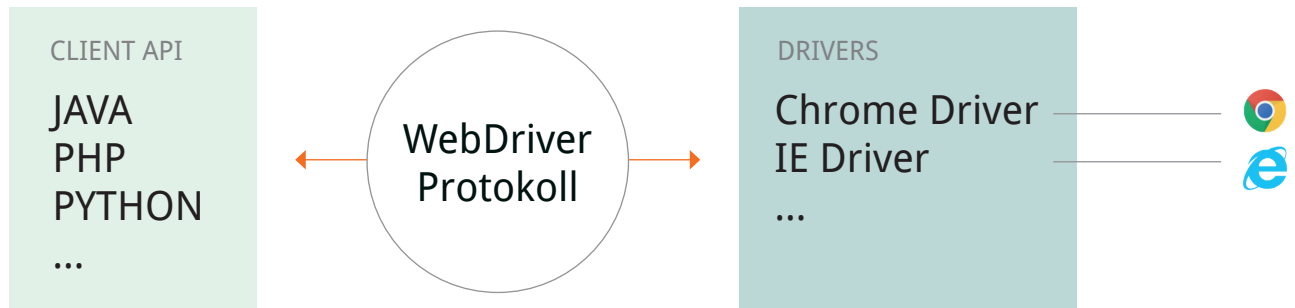 CLIENT API
JAVA
PHP
PYTHON
...
WebDriver
Protokoll
DRIVERS
Chrome Driver
IE Driver
...